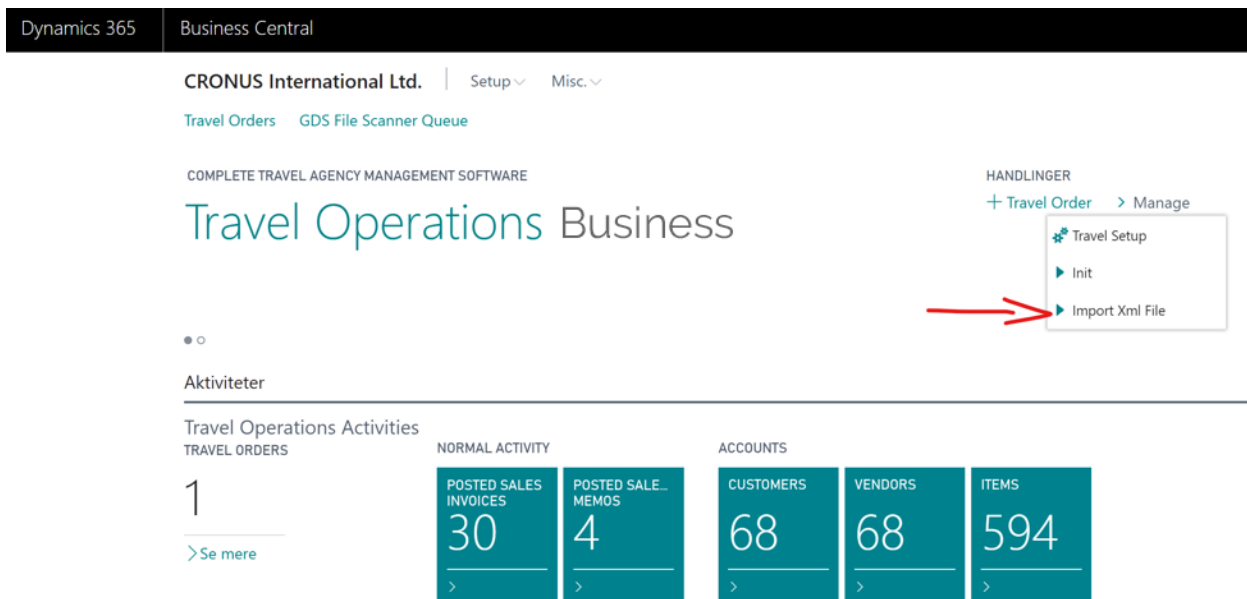 Dynamics 365 Business Central
CRONUS International Ltd. Setup Misc.
Travel Orders GDS File Scanner Queue
COMPLETE TRAVEL AGENCY MANAGEMENT SOFTWARE
Travel Operations Business
HANDLINGER
+ Travel Order > Manage
Travel Setup
Init
Import Xml File
Aktiviteter
Travel Operations Activities
TRAVEL ORDERS
1
>Se mere
NORMAL ACTIVITY
POSTED SALES
INVOICES
30
>
POSTED SALE...
MEMOS
4
>
ACCOUNTS
CUSTOMERS
68
>
VENDORS
68
>
ITEMS
594
>